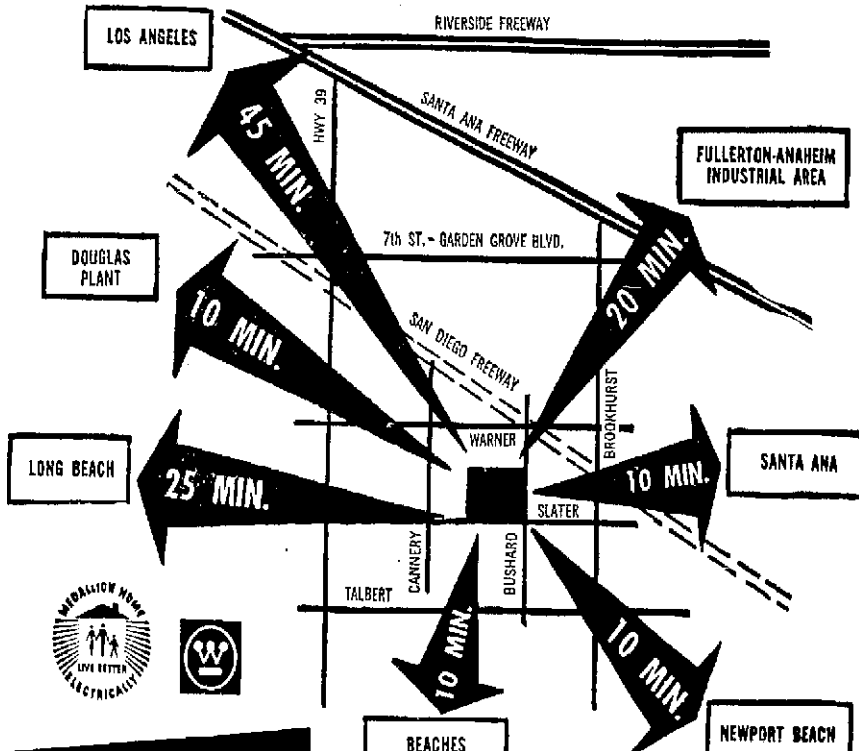 LOS ANGELES
RIVERSIDE FREEWAY
HWY 39
SANTA ANA FREEWAY
45 MIN.
FULLERTON-ANAHEIM
INDUSTRIAL AREA
7th ST. - GARDEN GROVE BLVD.
DOUGLAS
PLANT
10 MIN.
20 MIN.
SAN DIEGO FREEWAY
BROOKHURST
WARNER
LONG BEACH
25 MIN.
10 MIN.
SANTA ANA
SLATER
CANNERY
BUSHARD
TALBERT
MEDALLION HOME
LIVE BETTER
ELECTRICALLY
W
10 MIN.
10 MIN.
BEACHES
NEWPORT BEACH